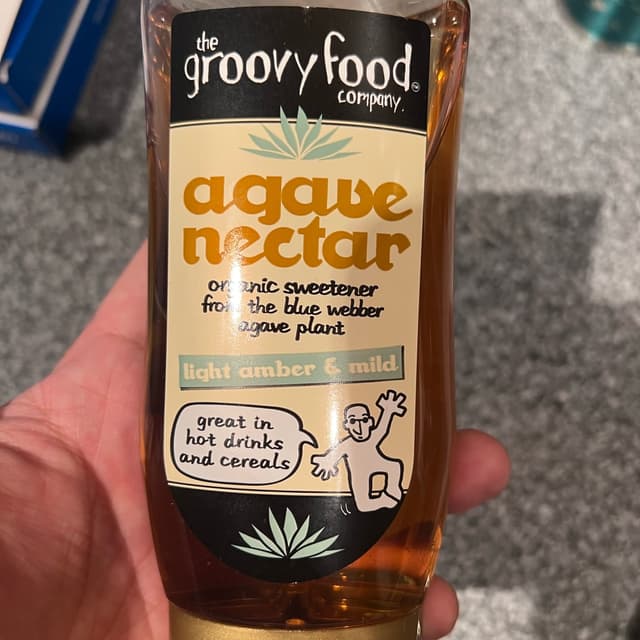 the
groovy food
company.
agave
nectar
organic sweetener
from the blue webber
agave plant
light amber & mild
great in
hot drinks
and cereals